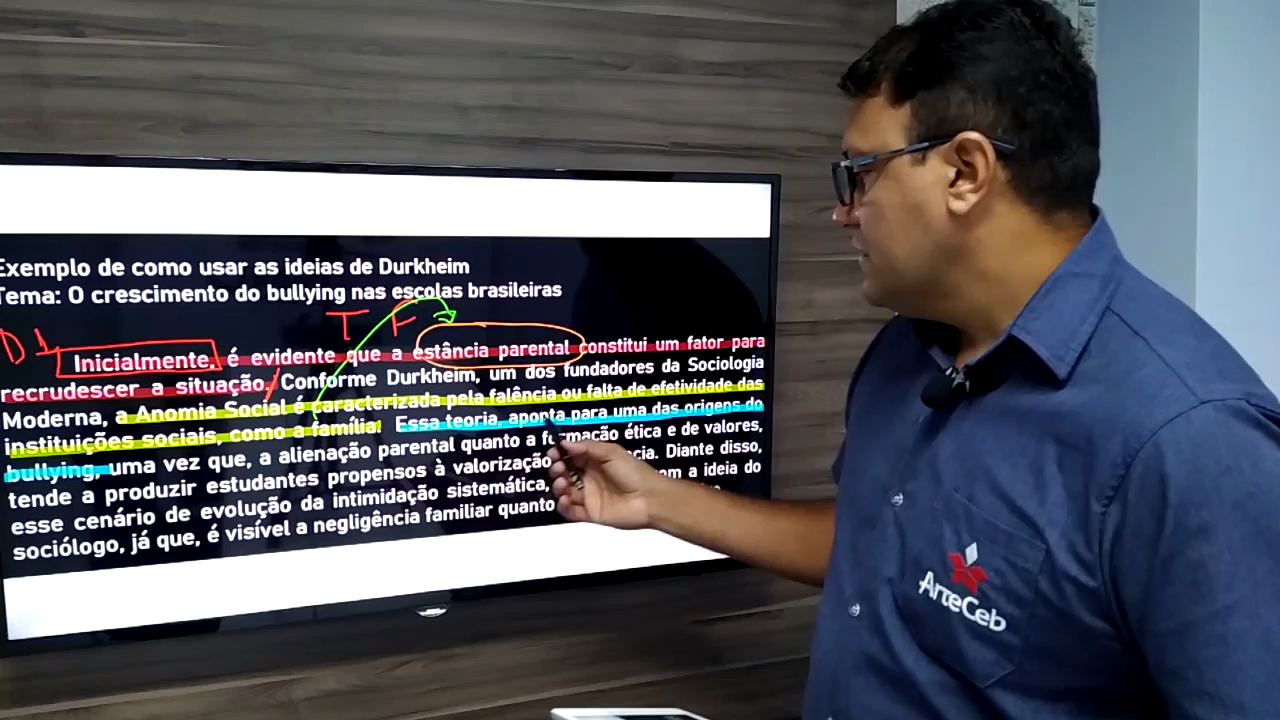 Exemplo de como usar as ideias de Durkheim
Tema: O crescimento do bullying nas escolas brasileiras
T F
D1
Inicialmente, é evidente que a estância parental constitui um fator para
recrudescer a situação. Conforme Durkheim, um dos fundadores da Sociologia
Moderna, a Anomia Social é caracterizada pela falência ou falta de efetividade das
instituições sociais, como a família. Essa teoria, aponta para uma das origens do
bullying, uma vez que, a alienação parental quanto a formação ética e de valores,
tende a produzir estudantes propensos à valorização Diante disso,
esse cenário de evolução da intimidação sistemática, a ideia do
sociólogo, já que, é visível a negligência familiar quanto
ArteCeb